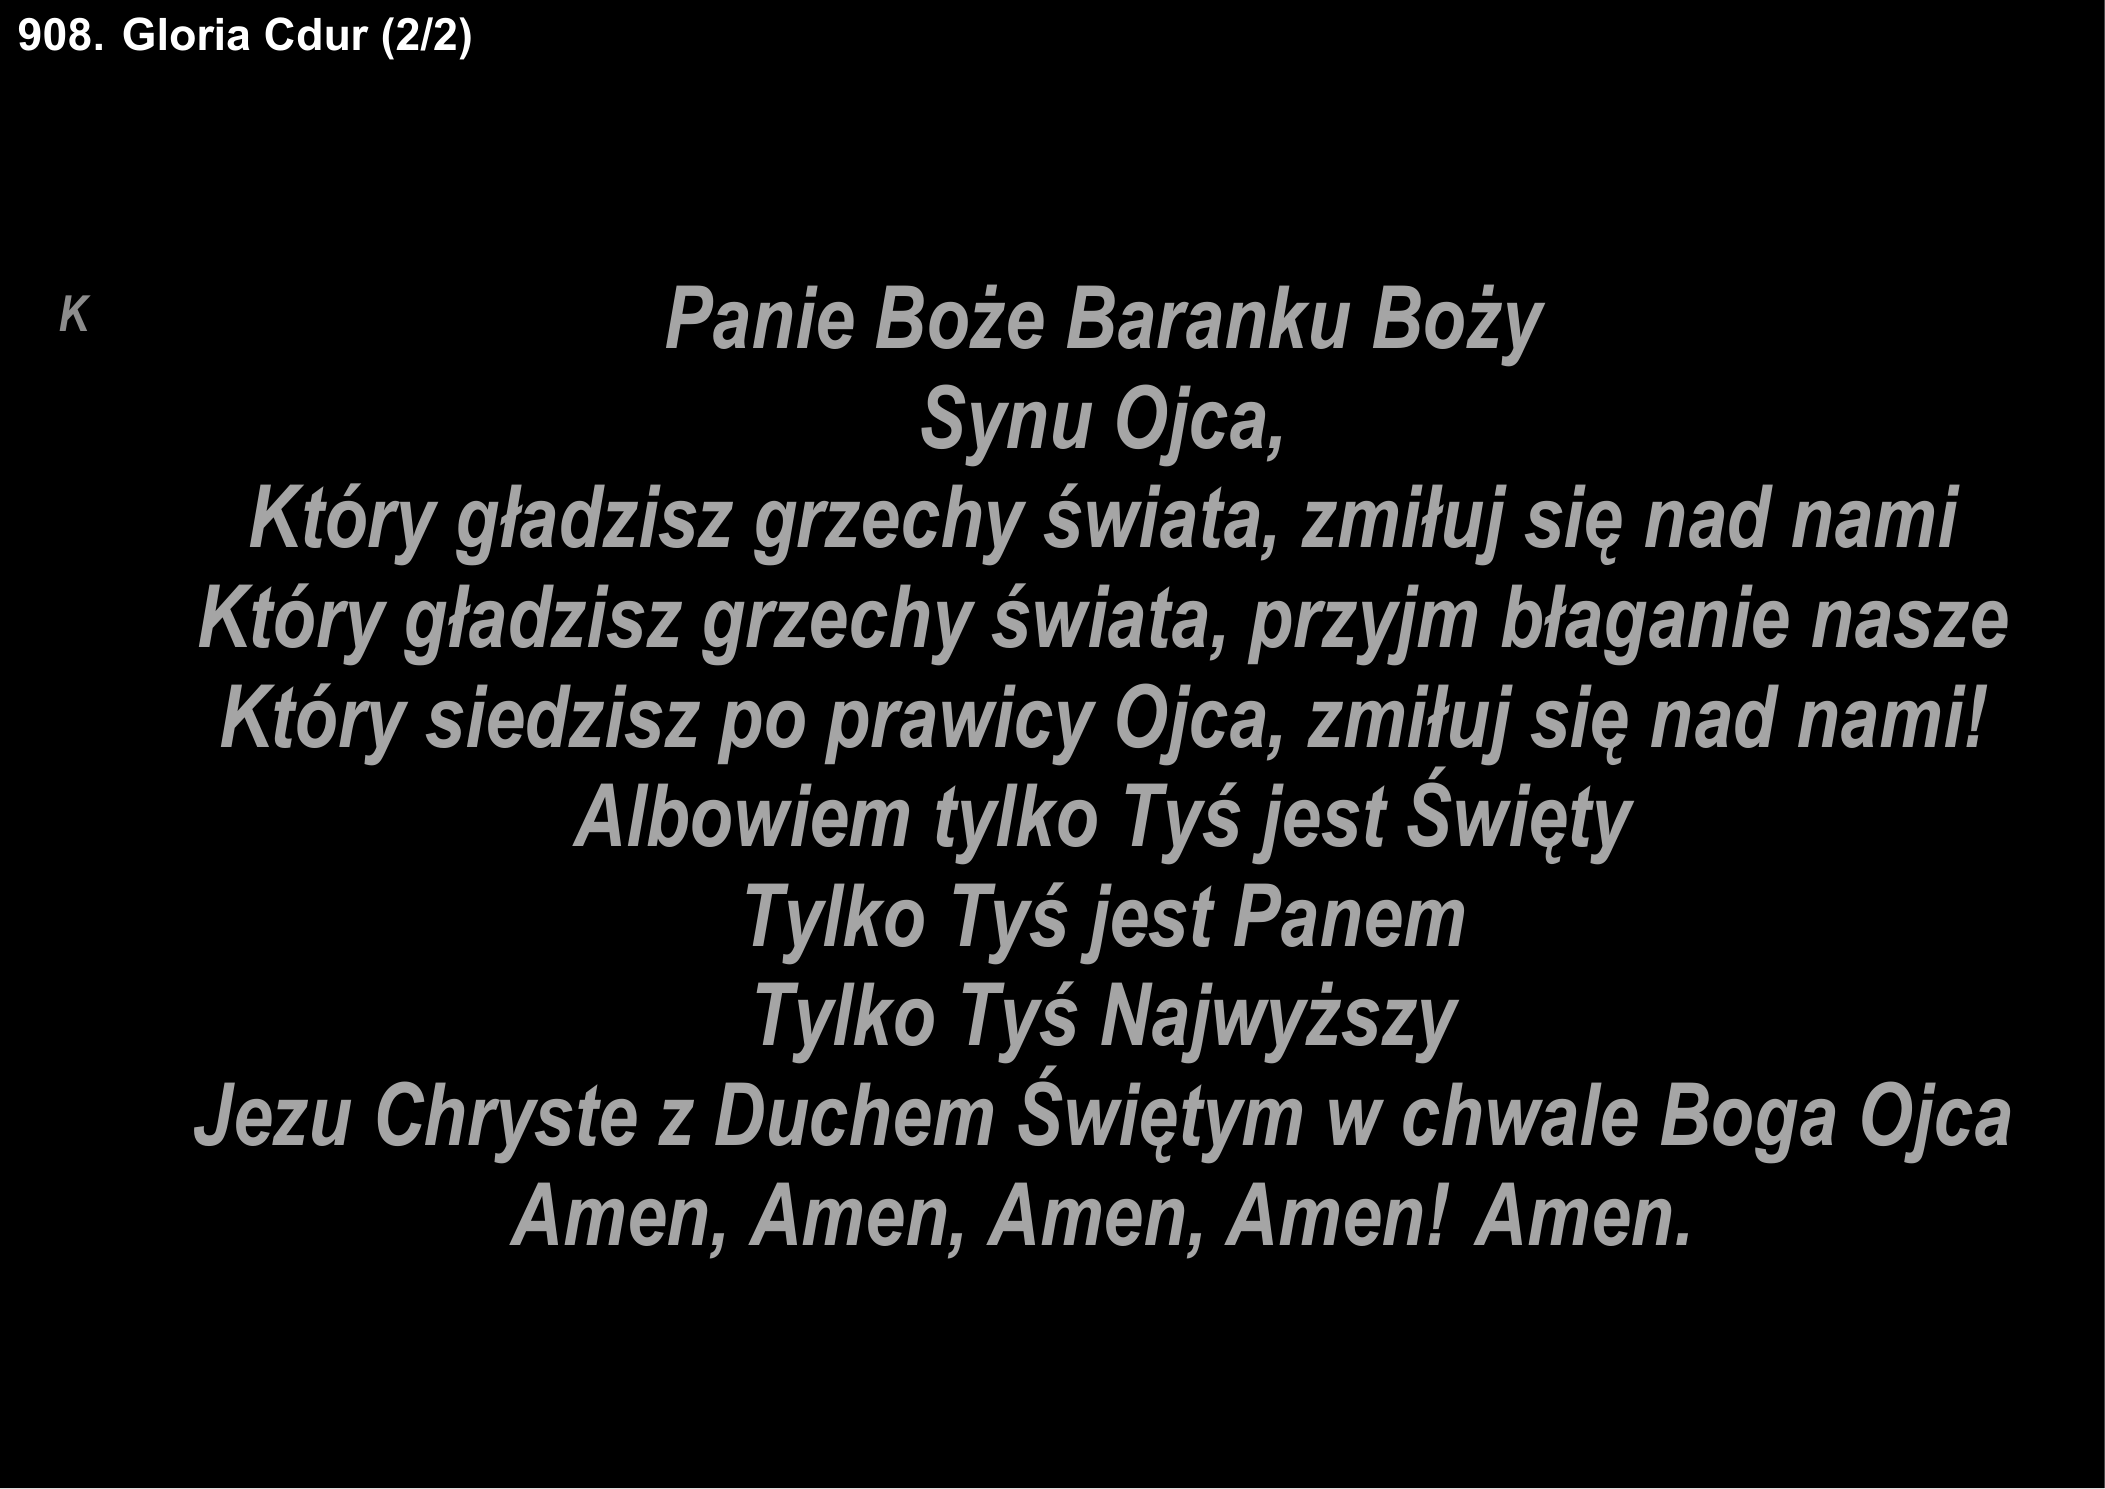 908. Gloria Cdur (2/2)
K
Panie Boże Baranku Boży
Synu Ojca,
Który gładzisz grzechy świata, zmiłuj się nad nami
Który gładzisz grzechy świata, przyjm błaganie nasze
Który siedzisz po prawicy Ojca, zmiłuj się nad nami!
Albowiem tylko Tyś jest Święty
Tylko Tyś jest Panem
Tylko Tyś Najwyższy
Jezu Chryste z Duchem Świętym w chwale Boga Ojca
Amen, Amen, Amen, Amen! Amen.